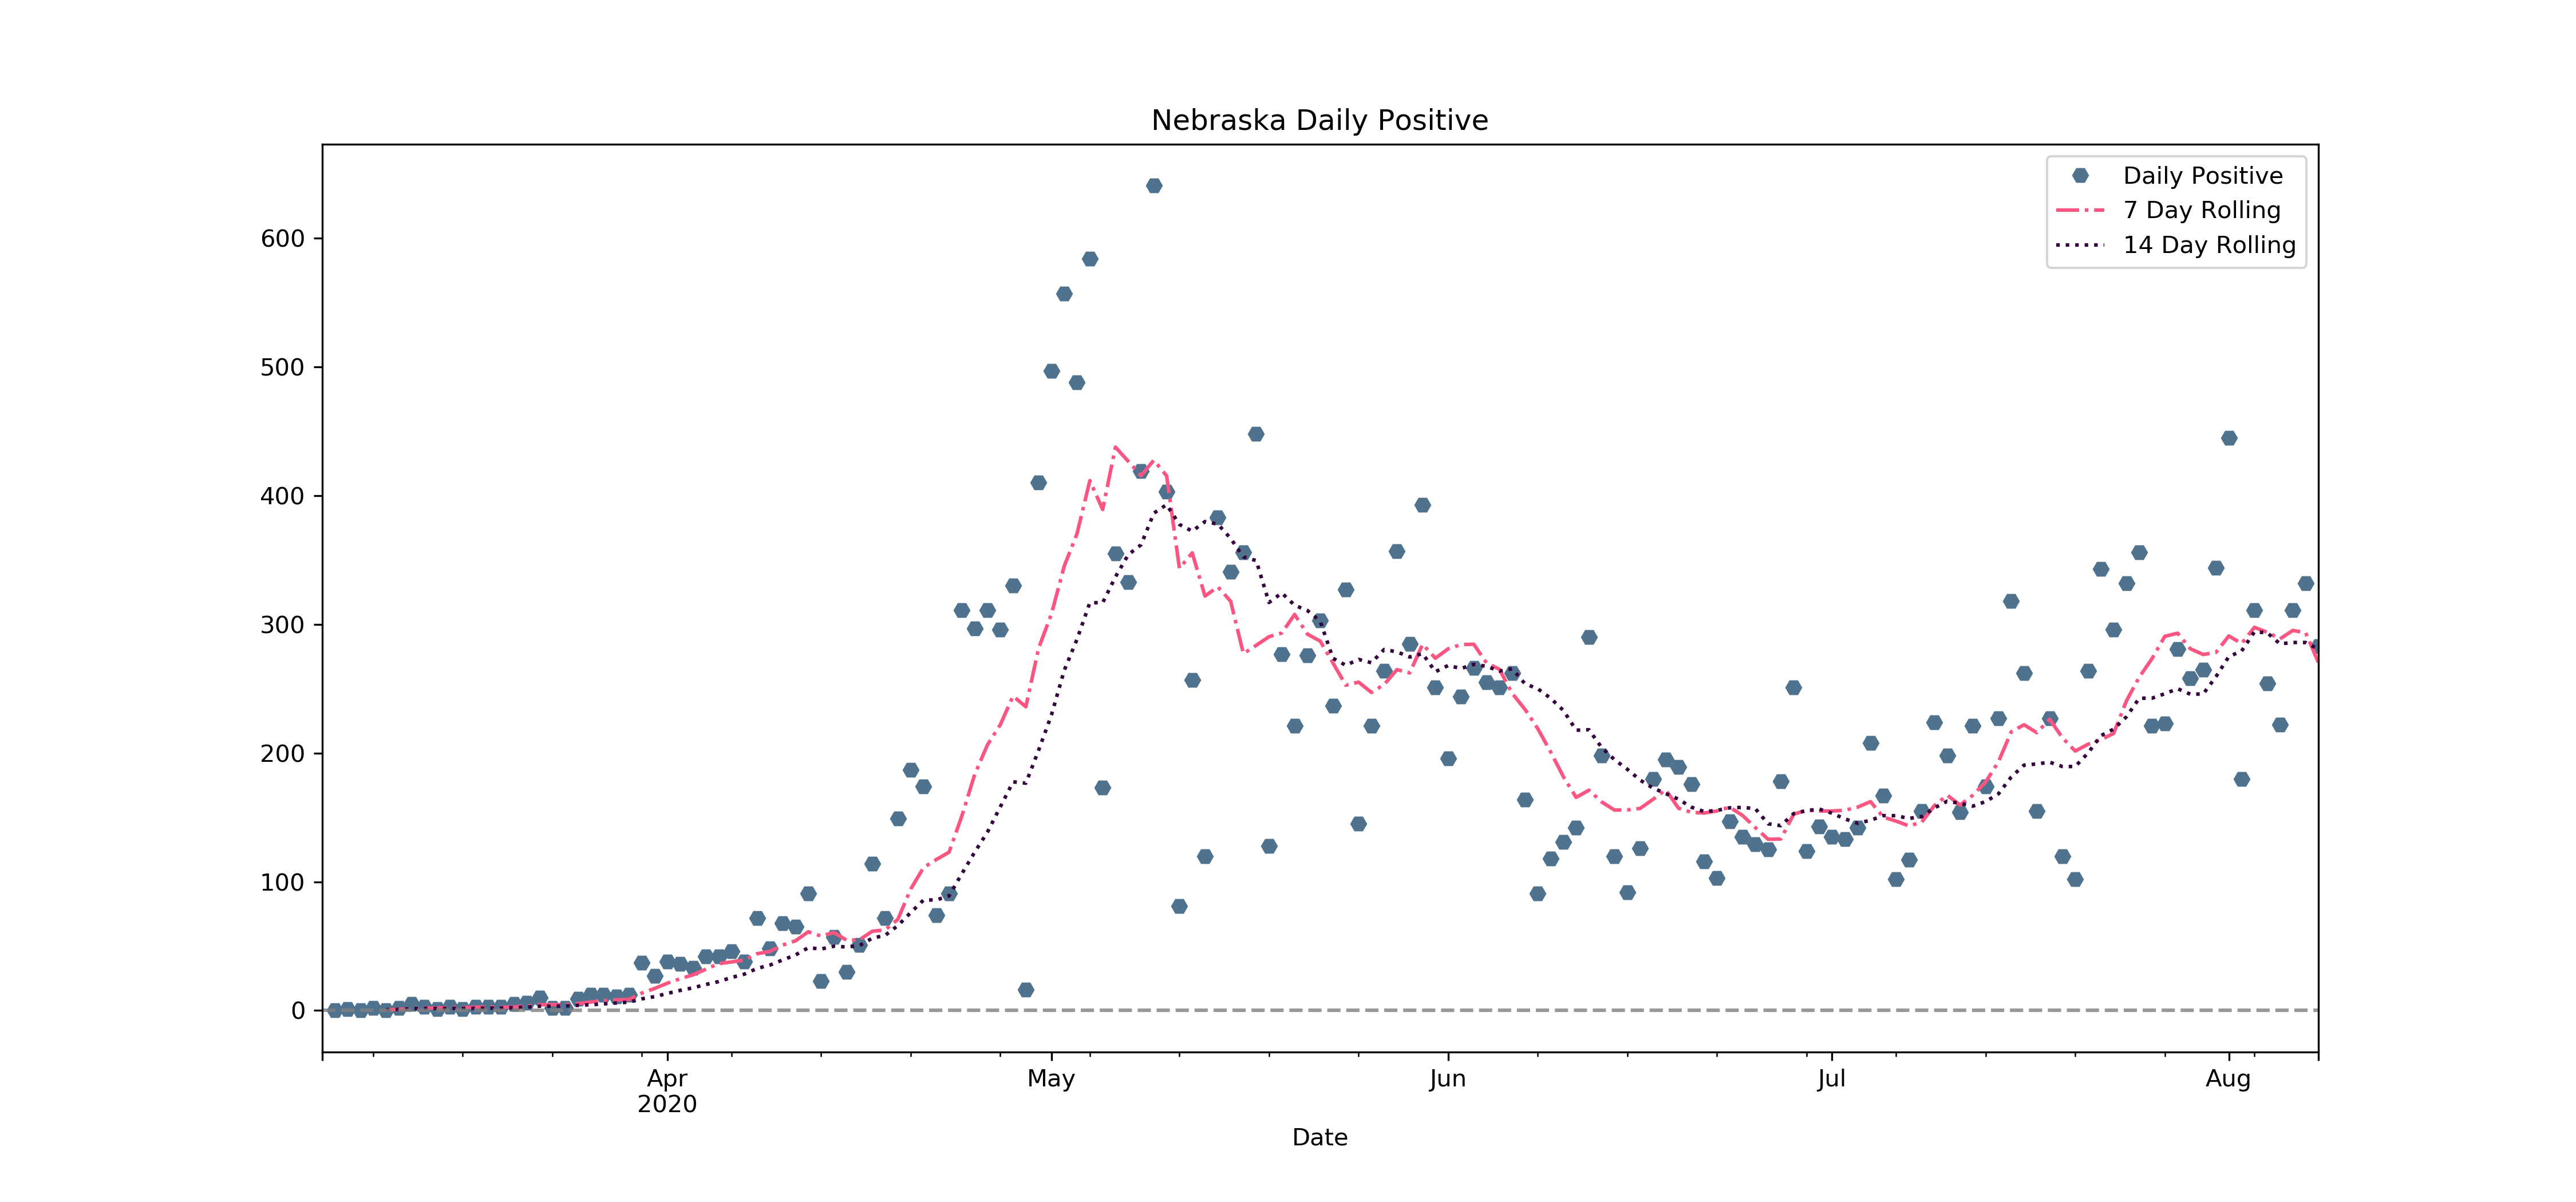 Nebraska Daily Positive
Daily Positive
7 Day Rolling
14 Day Rolling
600
500
400
300
200
100
0
Apr
2020
May
Jun
Jul
Aug
Date